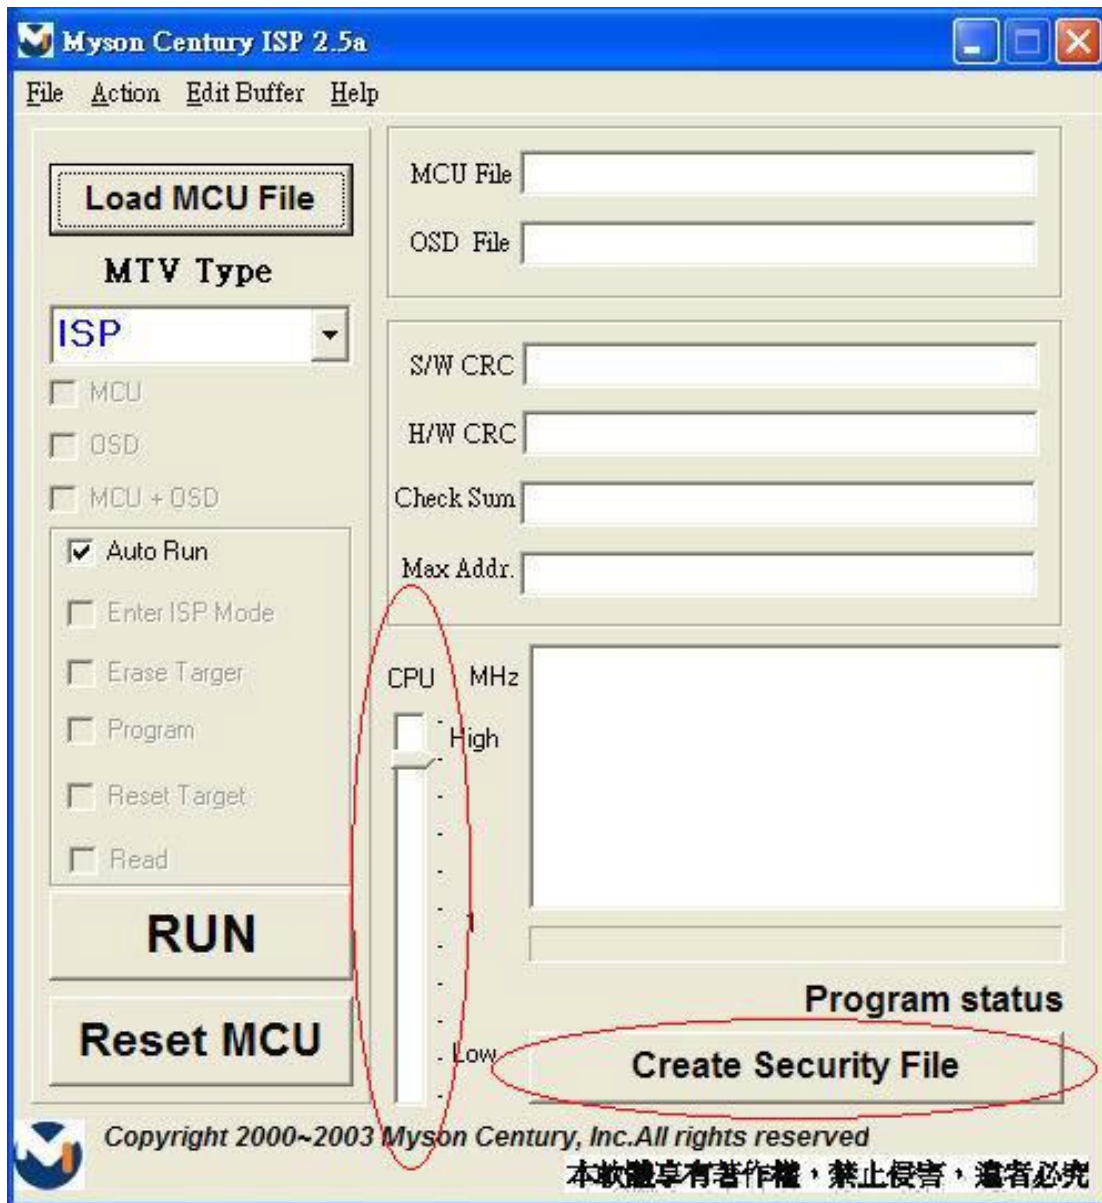 Myson Century ISP 2.5a
File Action Edit Buffer Help
Load MCU File
MTV Type
ISP
MCU
OSD
MCU + OSD
Auto Run
Enter ISP Mode
Erase Targer
Program
Reset Target
Read
RUN
Reset MCU
MCU File
OSD File
S/W CRC
H/W CRC
Check Sum
Max Addr.
CPU MHz
High
Low
Program status
Create Security File
Copyright 2000~2003 Myson Century, Inc.All rights reserved
本軟體享有著作權，禁止侵害，違者必究